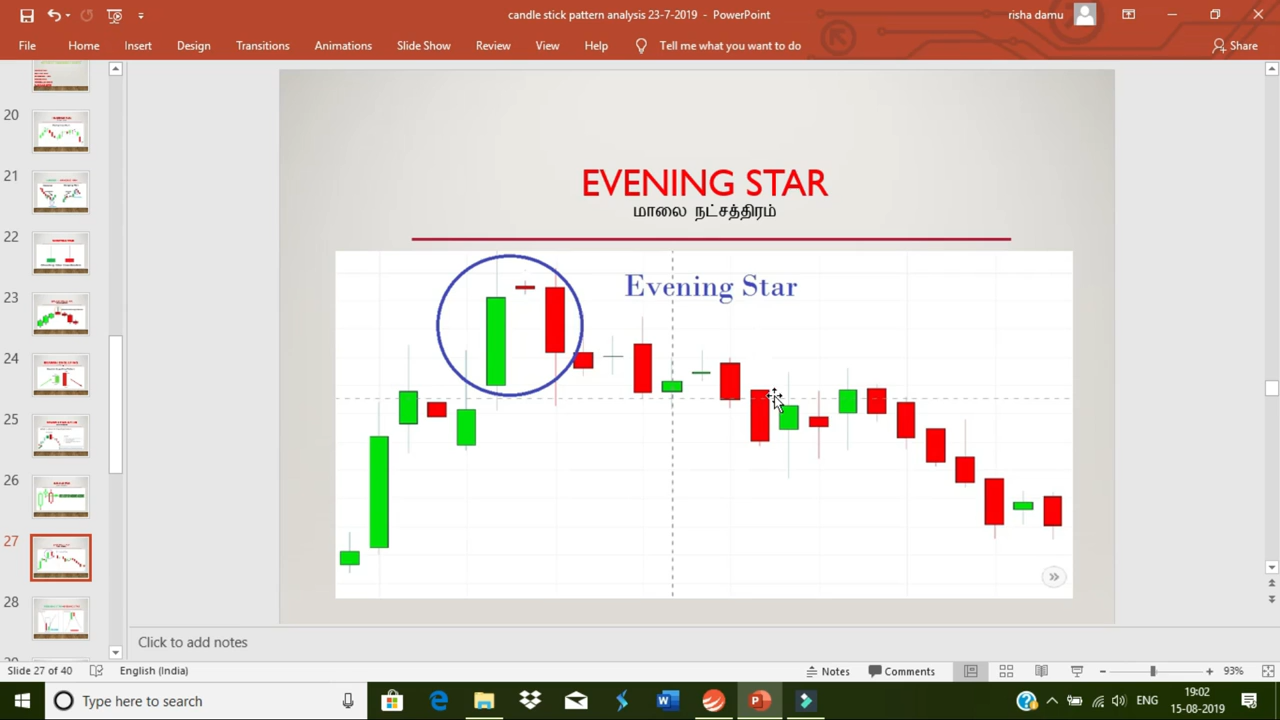 candle stick pattern analysis 23-7-2019 - PowerPoint
risha damu
File Home Insert Design Transitions Animations Slide Show Review View Help Tell me what you want to do Share
20
21
22
23
24
25
26
27
28
EVENING STAR
மாலை நட்சத்திரம்
Evening Star
Click to add notes
Slide 27 of 40 English (India) Notes Comments 93%
Type here to search
ENG
19:02
15-08-2019